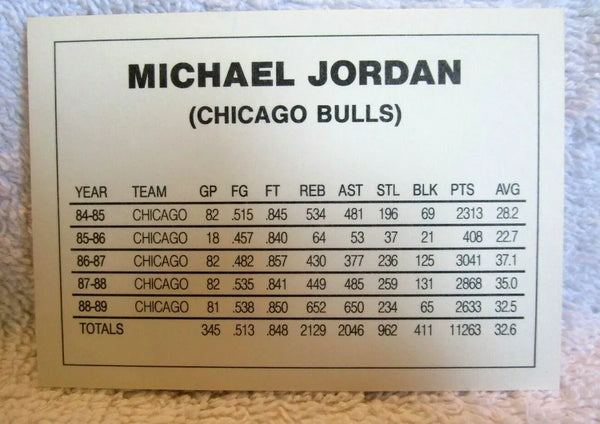 MICHAEL JORDAN
(CHICAGO BULLS)
YEAR TEAM GP FG FT REB AST STL BLK PTS AVG
84-85 CHICAGO 82 .515 .845 534 481 196 69 2313 28.2
85-86 CHICAGO 18 .457 .840 64 53 37 21 408 22.7
86-87 CHICAGO 82 .482 .857 430 377 236 125 3041 37.1
87-88 CHICAGO 82 .535 .841 449 485 259 131 2868 35.0
88-89 CHICAGO 81 .538 .850 652 650 234 65 2633 32.5
TOTALS 345 .513 .848 2129 2046 962 411 11263 32.6